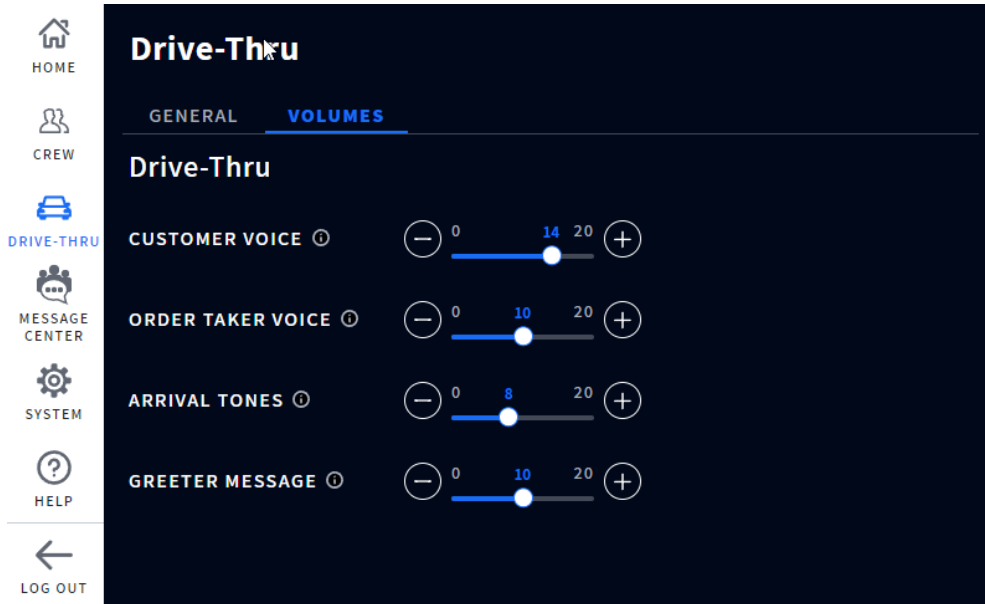 HOME
CREW
DRIVE-THRU
MESSAGE
CENTER
SYSTEM
HELP
LOG OUT
Drive-Thru
GENERAL VOLUMES
Drive-Thru
CUSTOMER VOICE 0 14 20
ORDER TAKER VOICE 0 10 20
ARRIVAL TONES 0 8 20
GREETER MESSAGE 0 10 20